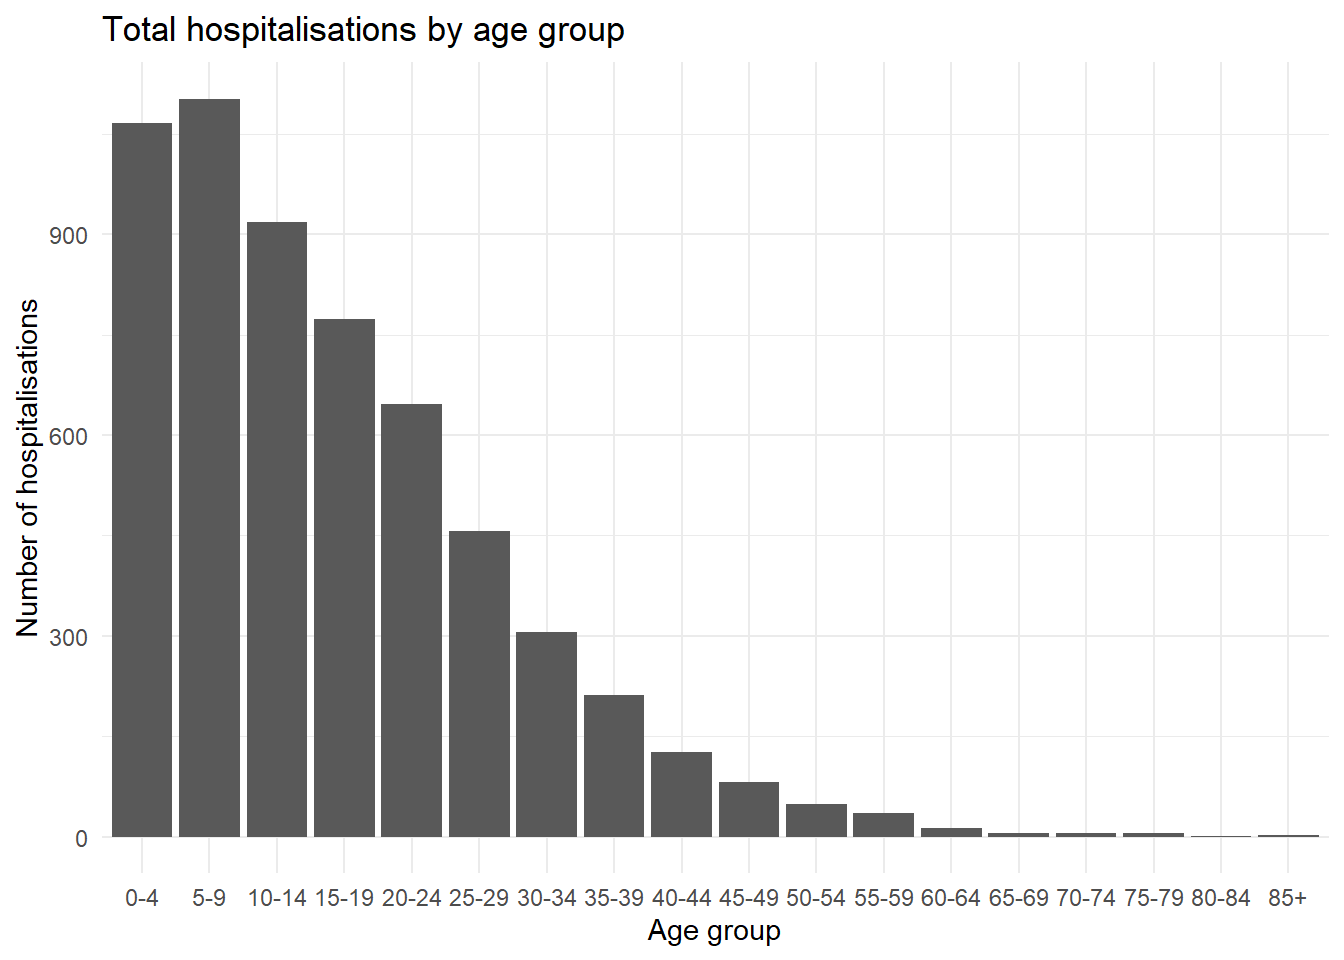 Total hospitalisations by age group
Number of hospitalisations
900
600
300
0
0-4 5-9 10-14 15-19 20-24 25-29 30-34 35-39 40-44 45-49 50-54 55-59 60-64 65-69 70-74 75-79 80-84 85+
Age group